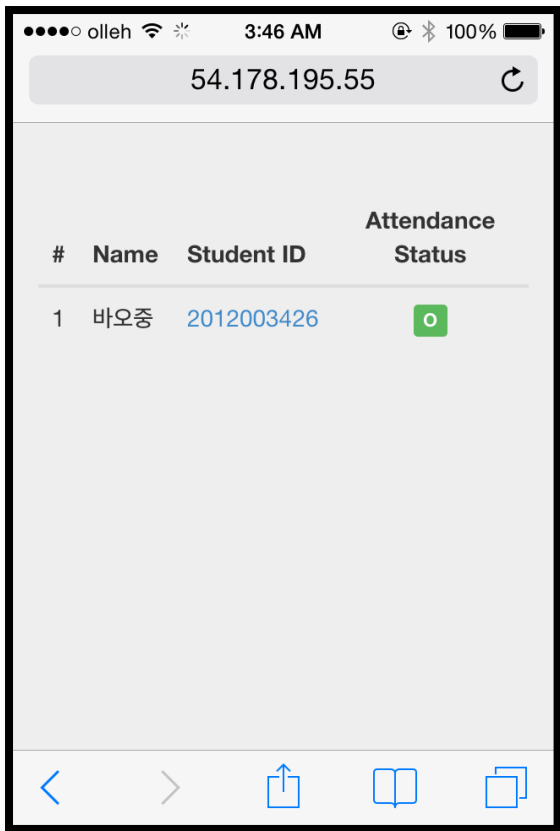 olleh 3:46 AM 100%
54.178.195.55
# Name Student ID Attendance Status
1 바오중 2012003426 O